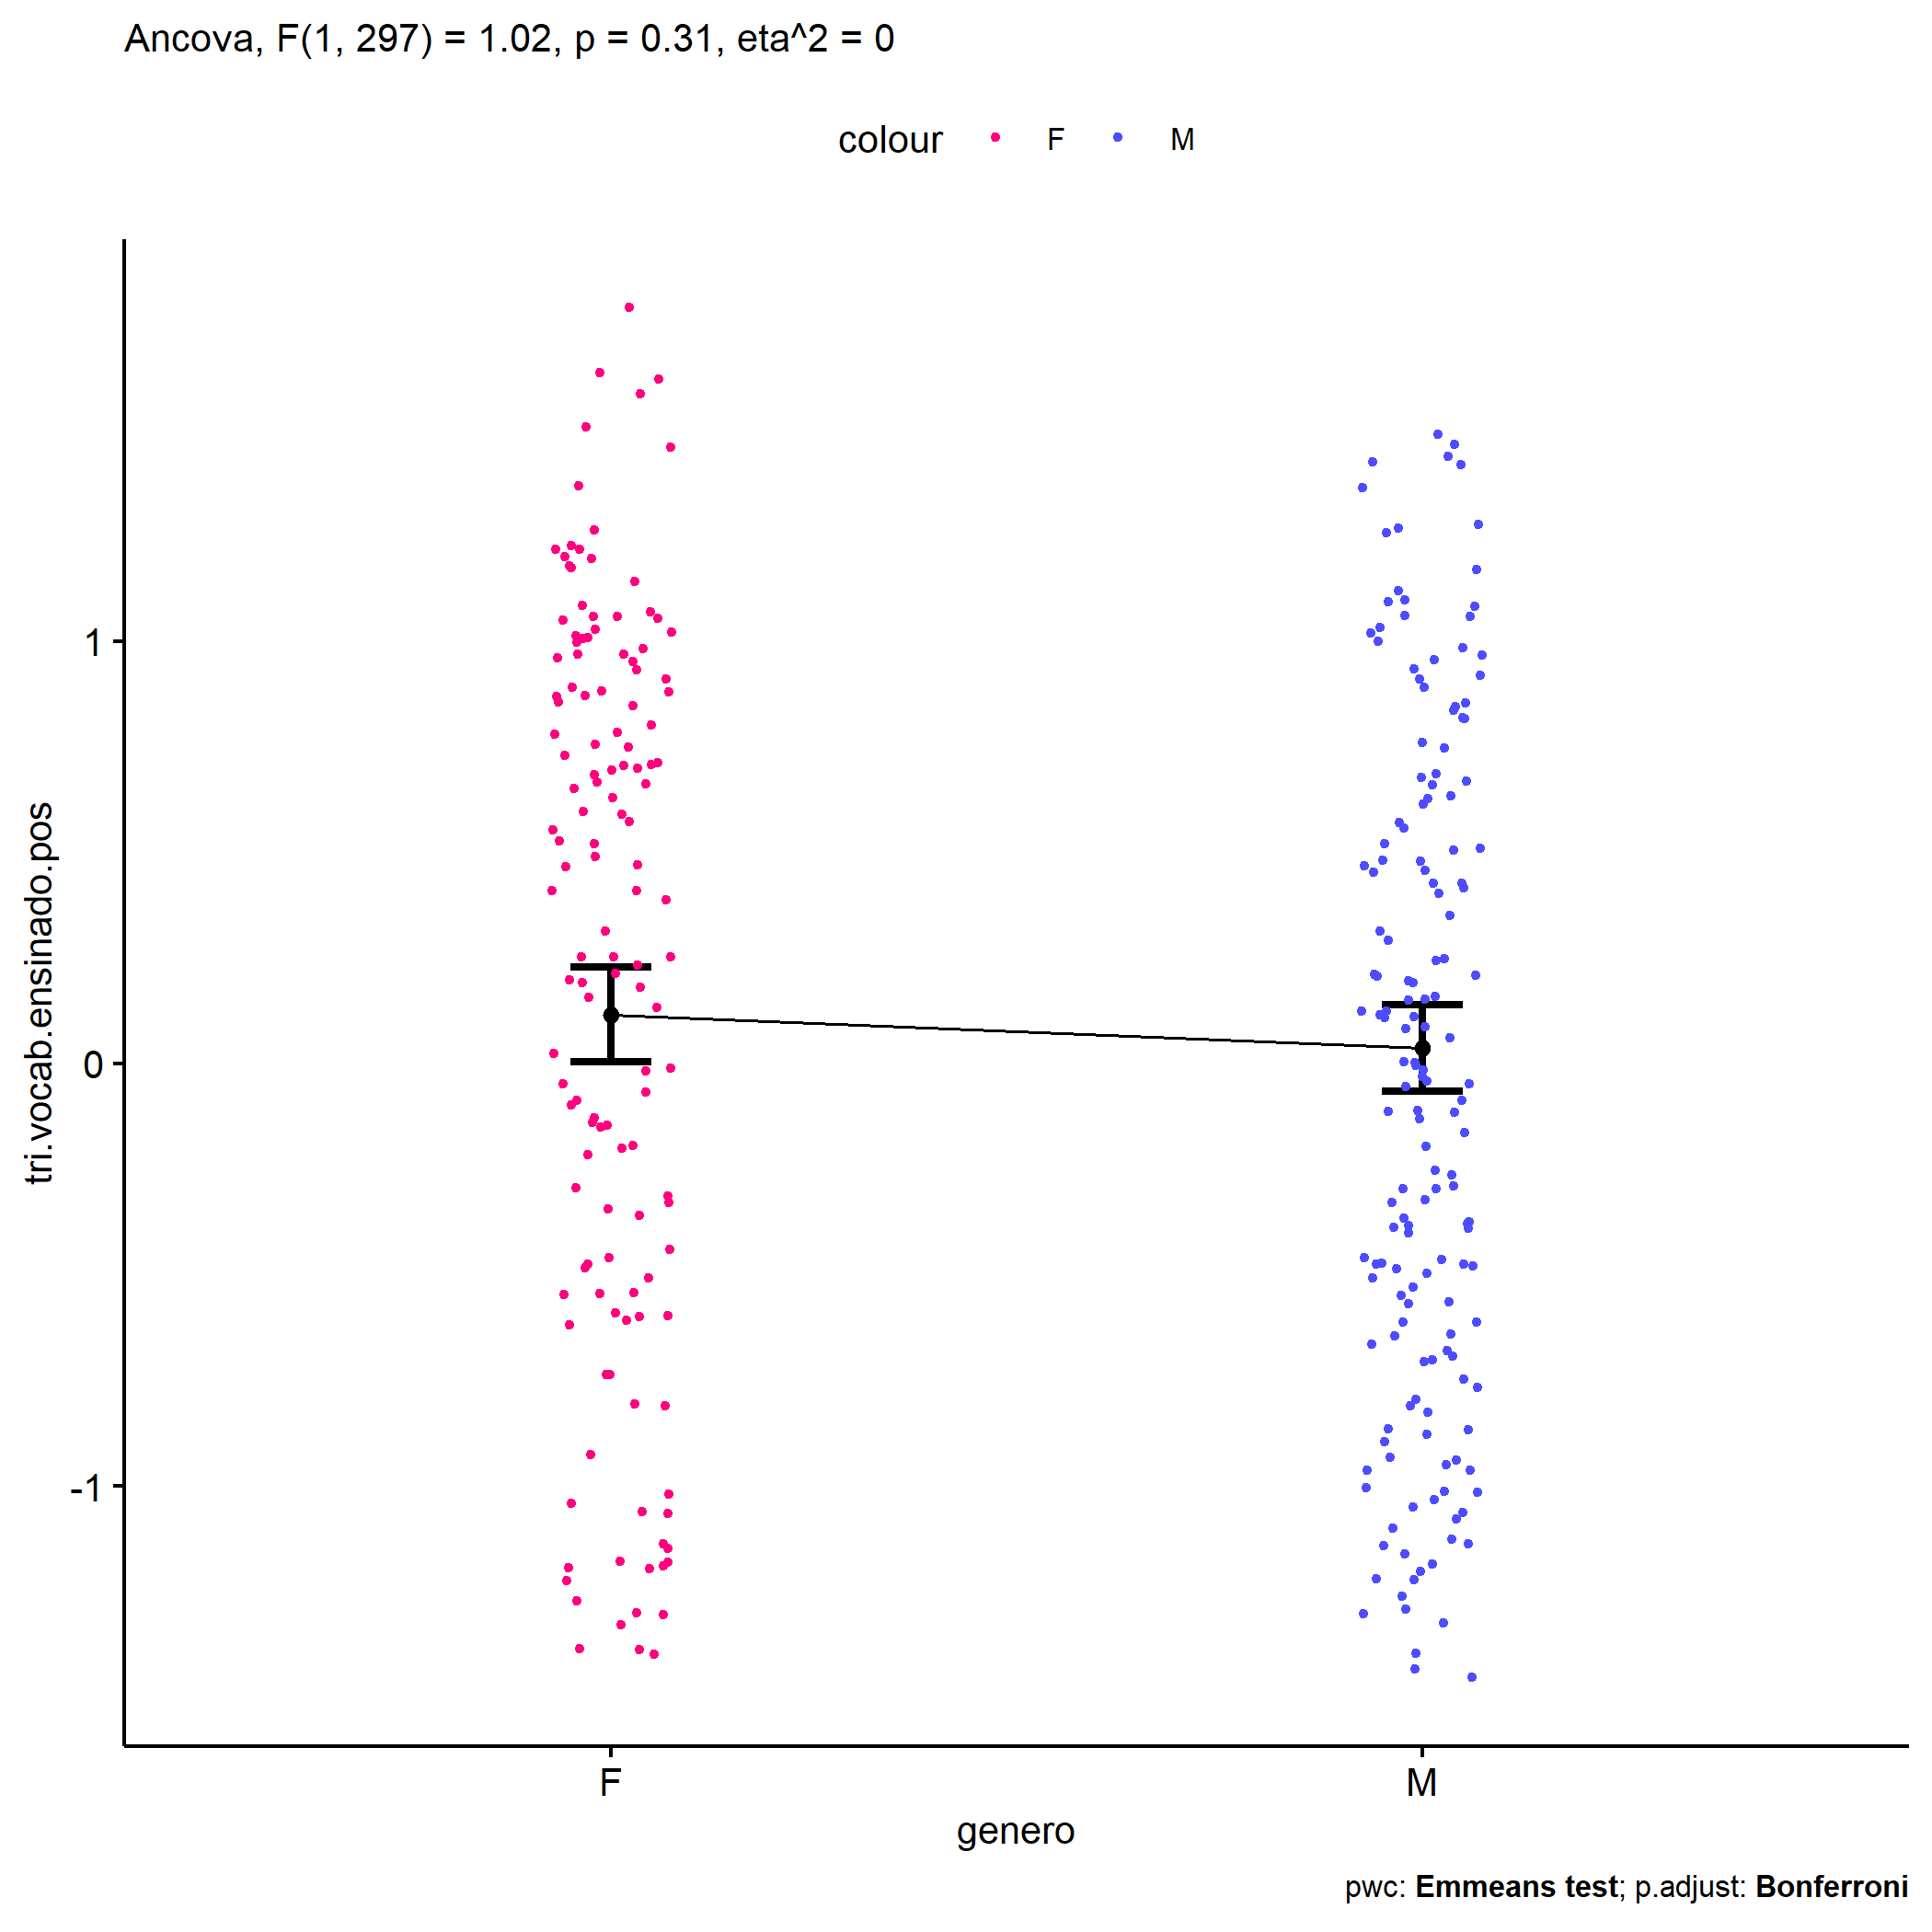 Ancova, F(1, 297) = 1.02, p = 0.31, eta^2 = 0
colour F M
tri.vocab.ensinado.pos
1
0
-1
F M
genero
pwc: Emmeans test; p.adjust: Bonferroni